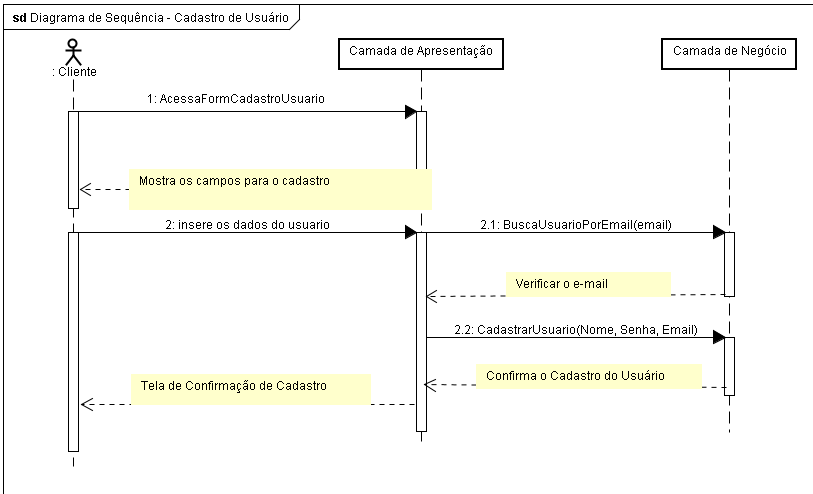 sd Diagrama de Sequência - Cadastro de Usuário
: Cliente
Camada de Apresentação
Camada de Negócio
1: AcessaFormCadastroUsuario
Mostra os campos para o cadastro
2: insere os dados do usuario
2.1: BuscaUsuarioPorEmail(email)
Verificar o e-mail
2.2: CadastrarUsuario(Nome, Senha, Email)
Confirma o Cadastro do Usuário
Tela de Confirmação de Cadastro